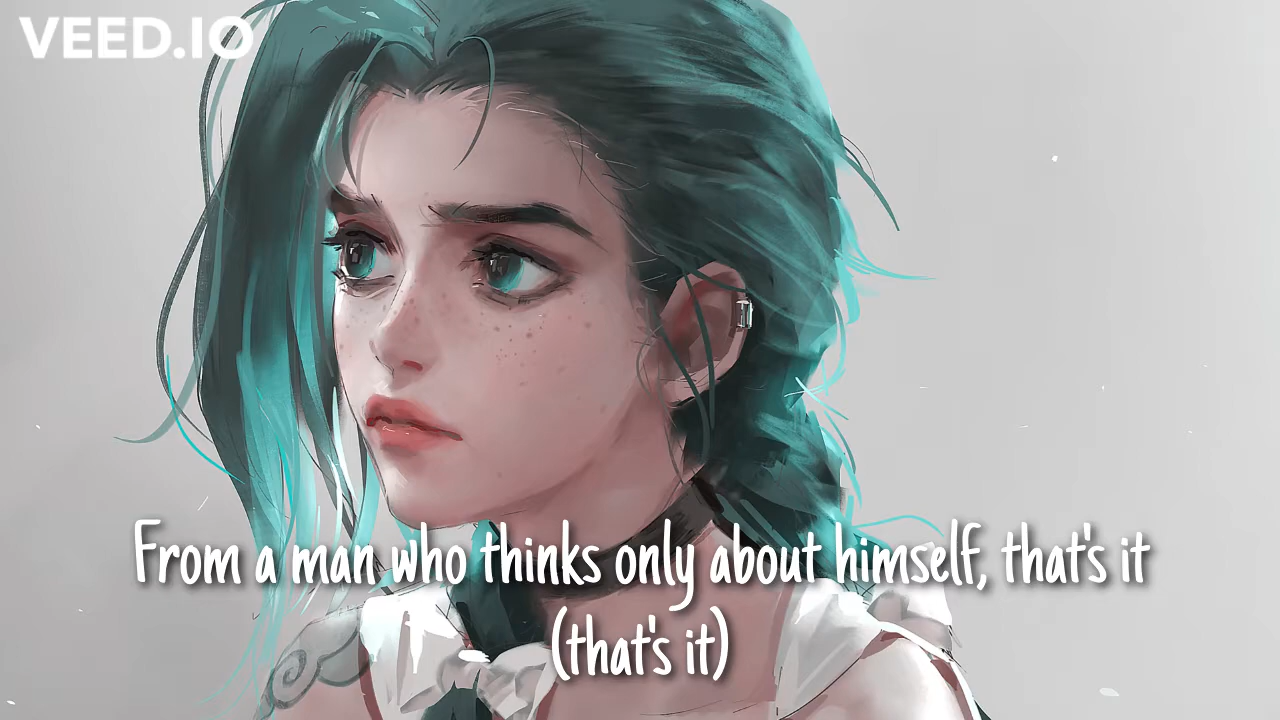 VEED.IO
From a man who thinks only about himself, that's it
(that's it)